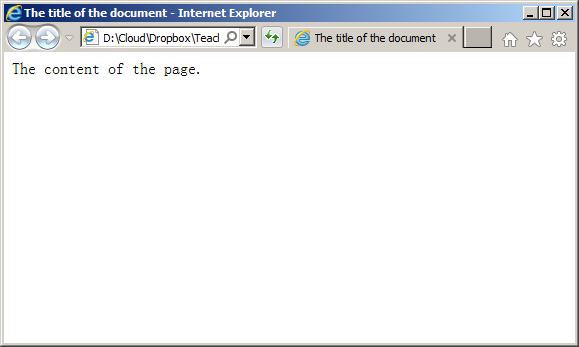 The title of the document - Internet Explorer
D:\Cloud\Dropbox\Teac
The title of the document
The content of the page.